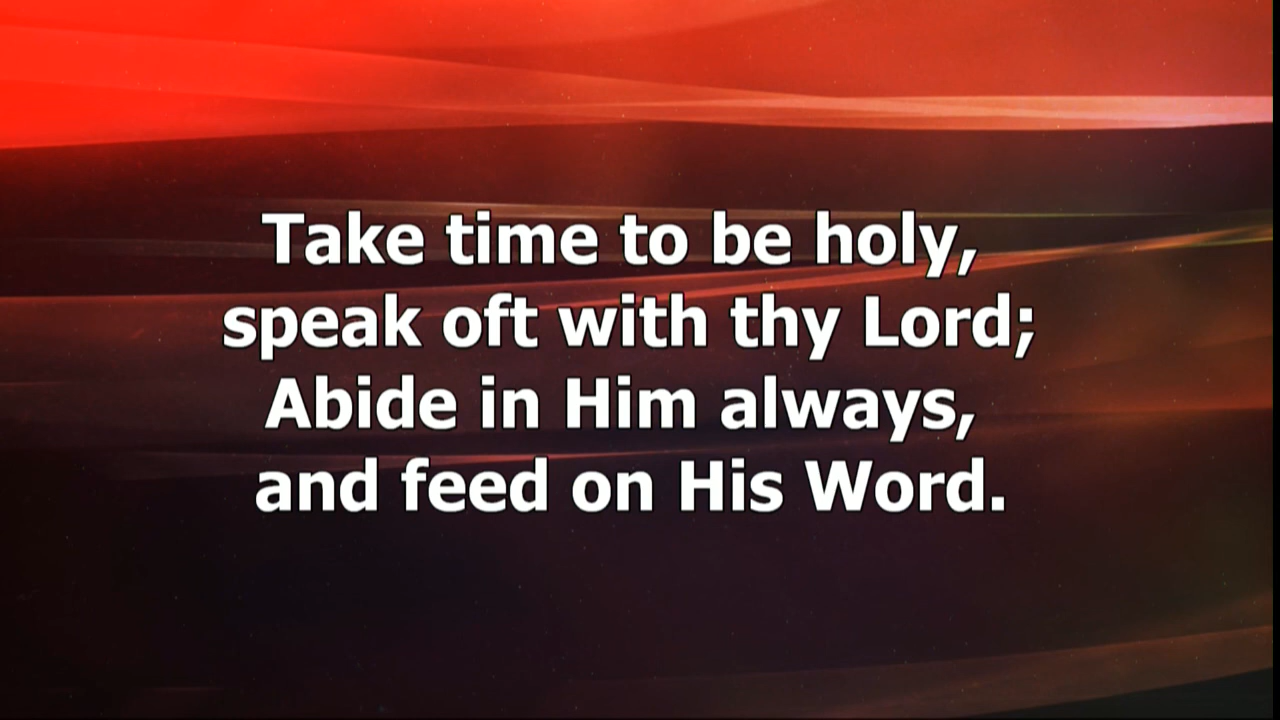 Take time to be holy,
speak oft with thy Lord;
Abide in Him always,
and feed on His Word.